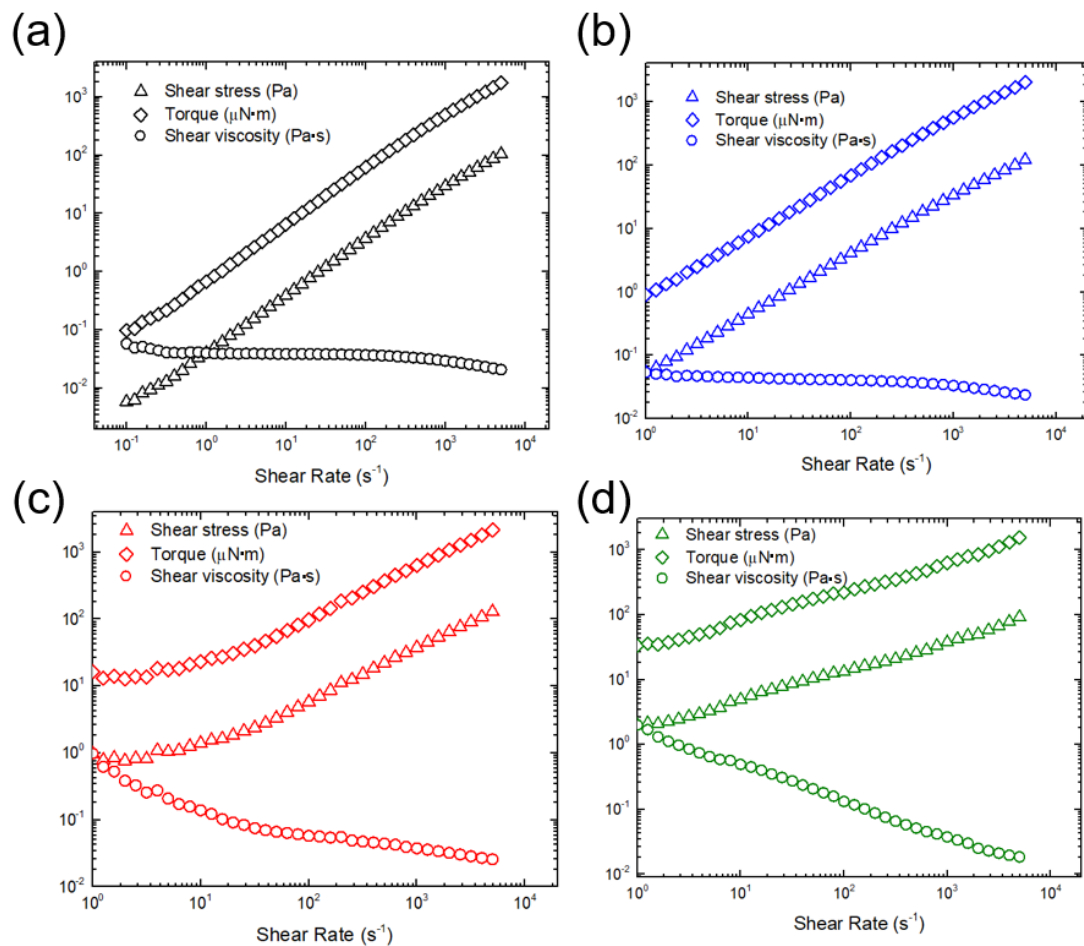 (a)
Shear stress (Pa)
Torque (μN•m)
Shear viscosity (Pa•s)
10³
10²
10¹
10⁰
10⁻¹
10⁻²
10⁻¹ 10⁰ 10¹ 10² 10³ 10⁴
Shear Rate (s⁻¹)
(b)
Shear stress (Pa)
Torque (μN•m)
Shear viscosity (Pa•s)
10³
10²
10¹
10⁰
10⁻¹
10⁻²
10⁰ 10¹ 10² 10³ 10⁴
Shear Rate (s⁻¹)
(c)
Shear stress (Pa)
Torque (μN•m)
Shear viscosity (Pa•s)
10³
10²
10¹
10⁰
10⁻¹
10⁻²
10⁰ 10¹ 10² 10³ 10⁴
Shear Rate (s⁻¹)
(d)
Shear stress (Pa)
Torque (μN•m)
Shear viscosity (Pa•s)
10³
10²
10¹
10⁰
10⁻¹
10⁻²
10⁰ 10¹ 10² 10³ 10⁴
Shear Rate (s⁻¹)